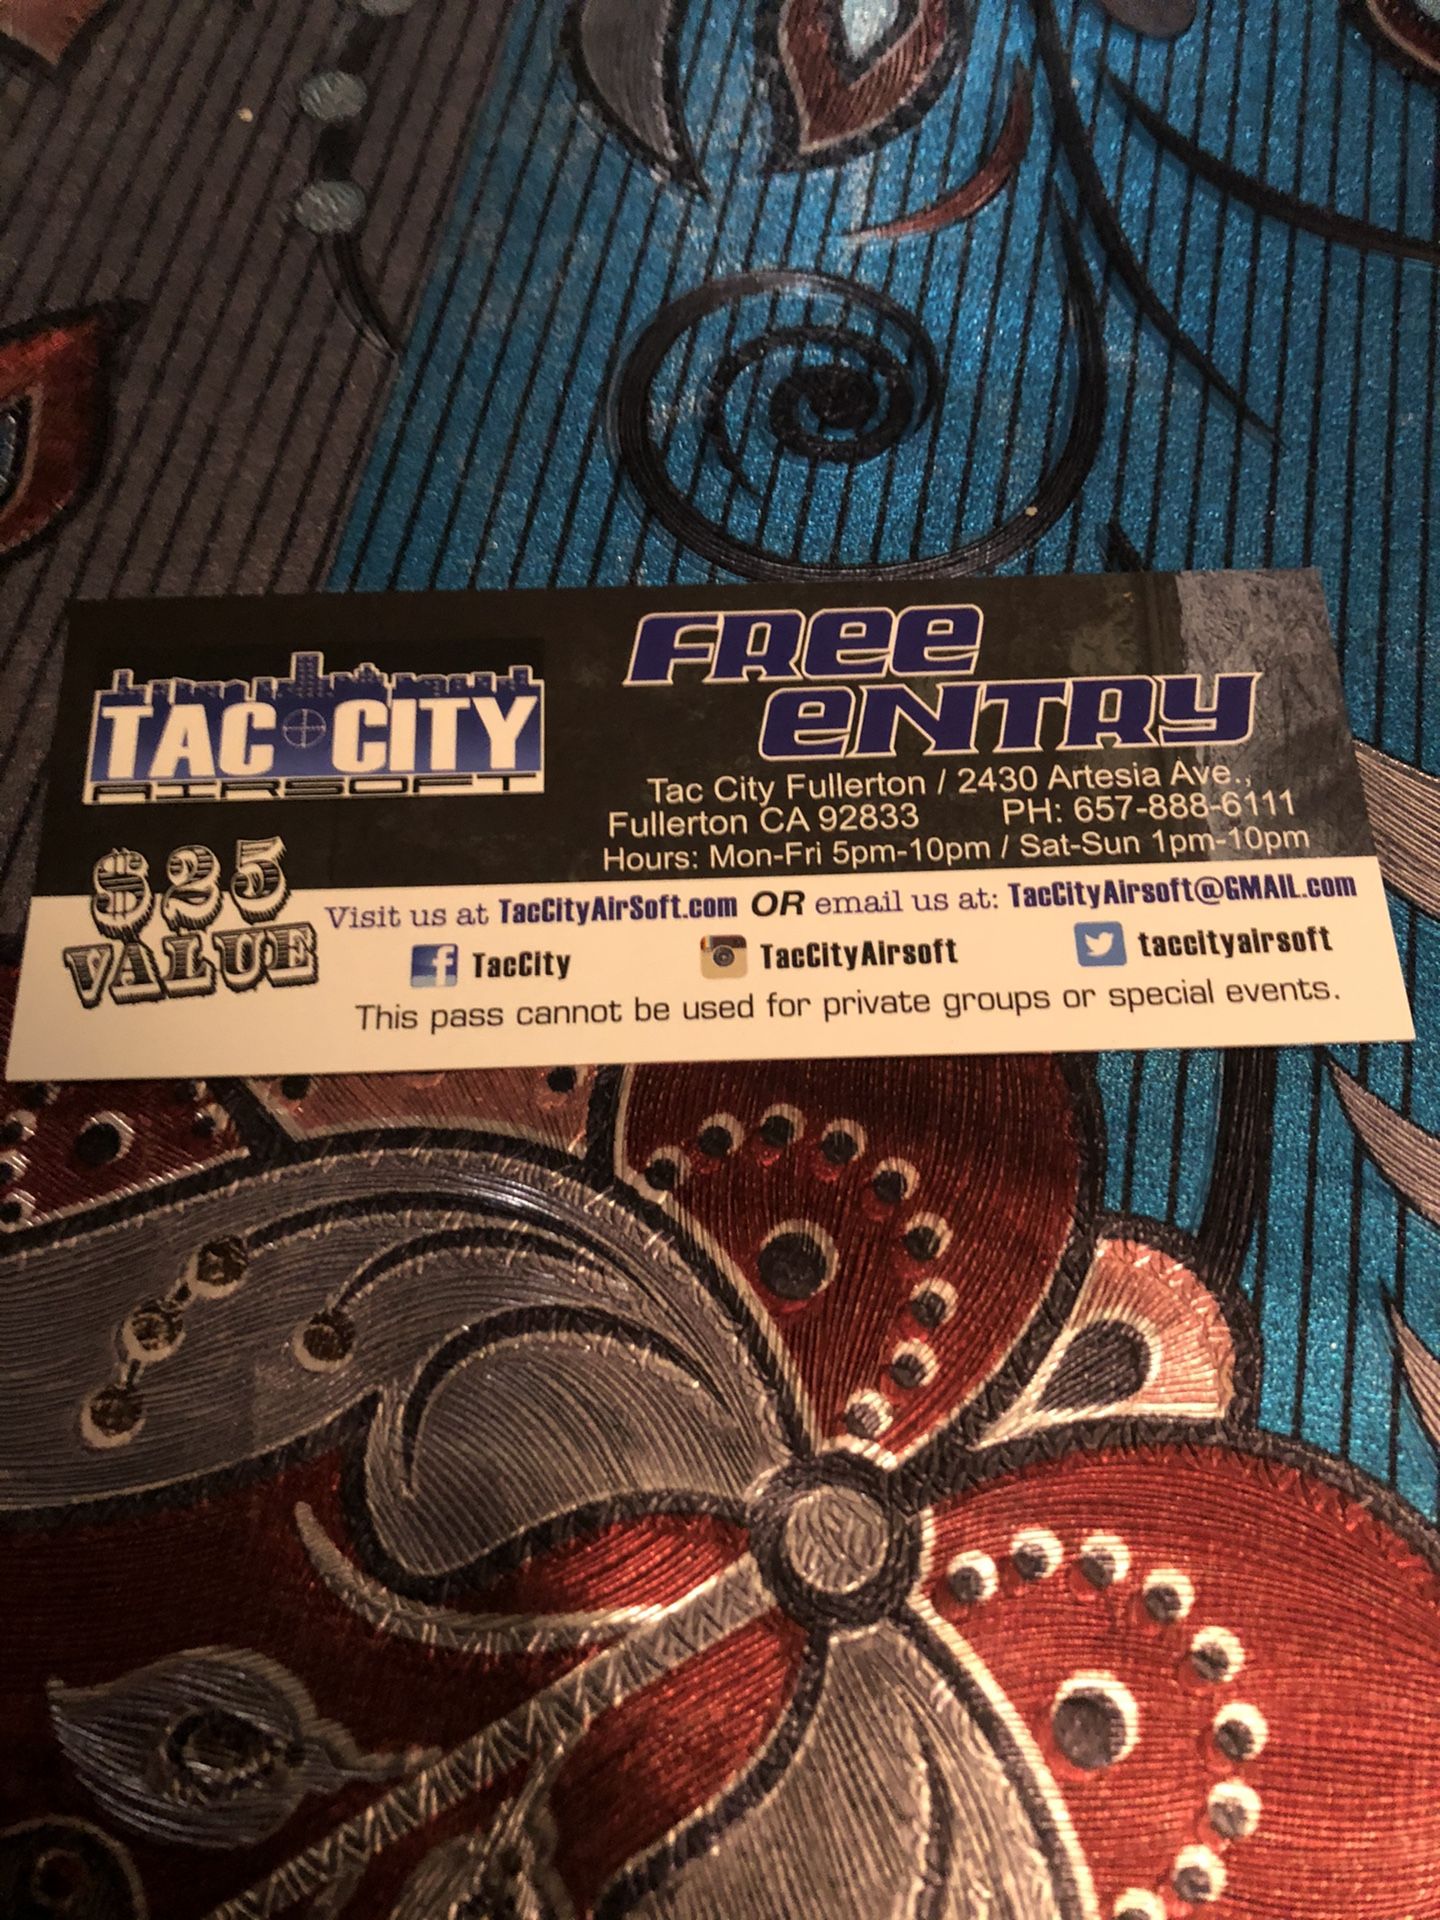 TAC CITY
AIRSOFT
$25
VALUE
FREE
ENTRY
Tac City Fullerton / 2430 Artesia Ave.,
Fullerton CA 92833 PH: 657-888-6111
Hours: Mon-Fri 5pm-10pm / Sat-Sun 1pm-10pm
Visit us at TacCityAirSoft.com OR email us at: TacCityAirsoft@GMAIL.com
f TacCity TacCityAirsoft taccityairsoft
This pass cannot be used for private groups or special events.